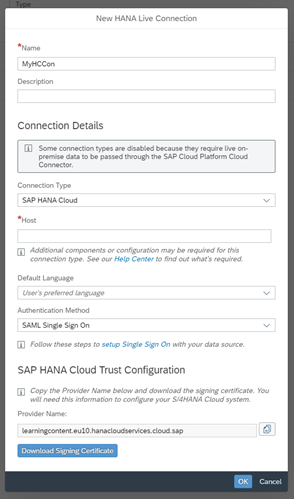 Type
New HANA Live Connection
*Name
MyHCCon
Description
Connection Details
Some connection types are disabled because they require live on-
premise data to be passed through the SAP Cloud Platform Cloud
Connector.
Connection Type
SAP HANA Cloud
*Host
Additional components or configuration may be required for this
connection type. See our Help Center to find out what's required.
Default Language
User's preferred language
Authentication Method
SAML Single Sign On
Follow these steps to setup Single Sign On with your data source.
SAP HANA Cloud Trust Configuration
Copy the Provider Name below and download the signing certificate. You
will need this information to configure your S/4HANA Cloud system.
Provider Name:
learningcontent.eu10.hanacloudservices.cloud.sap
Download Signing Certificate
OK Cancel